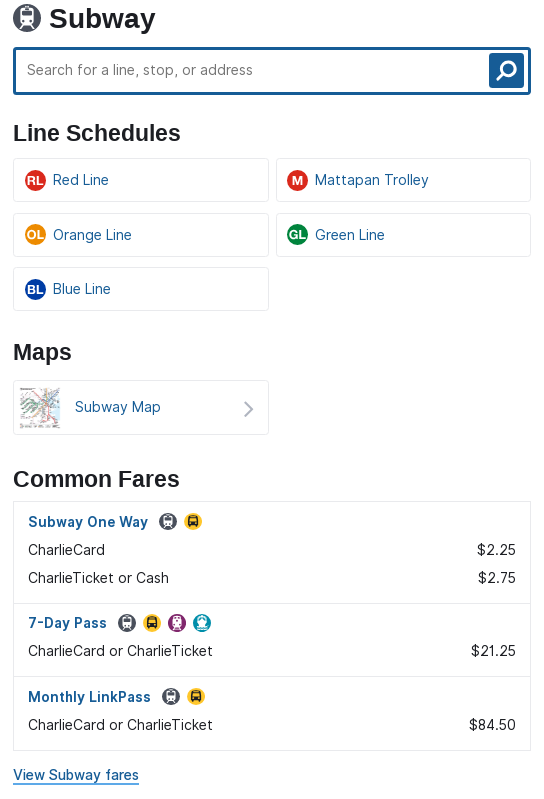 Subway
Search for a line, stop, or address
Line Schedules
RL Red Line
M Mattapan Trolley
OL Orange Line
GL Green Line
BL Blue Line
Maps
Subway Map
Common Fares
Subway One Way
CharlieCard $2.25
CharlieTicket or Cash $2.75
7-Day Pass
CharlieCard or CharlieTicket $21.25
Monthly LinkPass
CharlieCard or CharlieTicket $84.50
View Subway fares